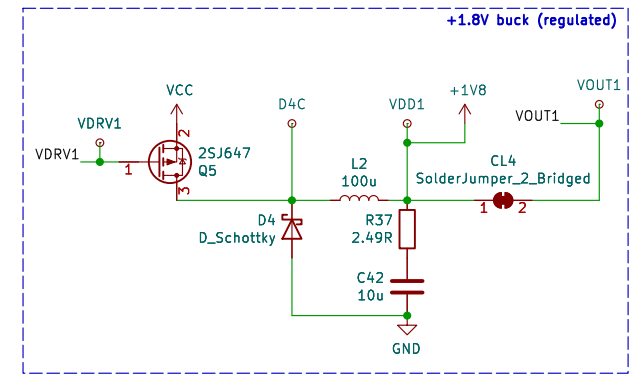 +1.8V buck (regulated)
VCC
D4C
VDD1
+1V8
VOUT1
VDRV1
VOUT1
VDRV1
2
2SJ647
Q5
1
3
L2
100u
CL4
SolderJumper_2_Bridged
1
2
D4
D_Schottky
R37
2.49R
C42
10u
GND